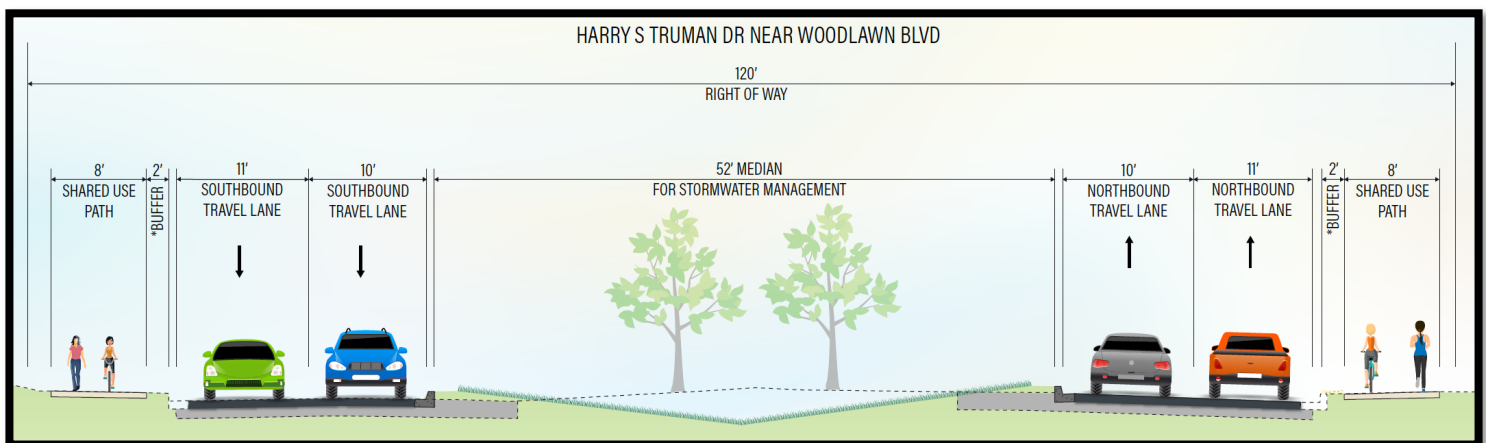 HARRY S TRUMAN DR NEAR WOODLAWN BLVD
120'
RIGHT OF WAY
8'
SHARED USE
PATH
2'
*BUFFER
11'
SOUTHBOUND
TRAVEL LANE
10'
SOUTHBOUND
TRAVEL LANE
52' MEDIAN
FOR STORMWATER MANAGEMENT
10'
NORTHBOUND
TRAVEL LANE
11'
NORTHBOUND
TRAVEL LANE
2'
*BUFFER
8'
SHARED USE
PATH